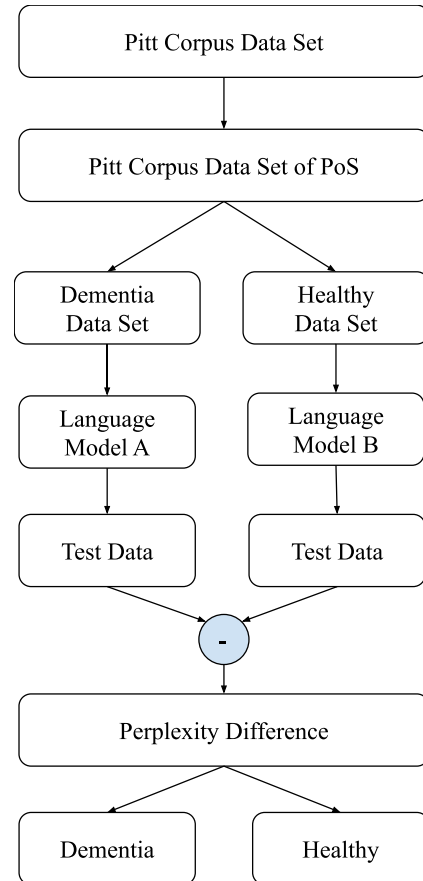 Pitt Corpus Data Set
Pitt Corpus Data Set of PoS
Dementia
Data Set
Healthy
Data Set
Language
Model A
Language
Model B
Test Data
Test Data
-
Perplexity Difference
Dementia
Healthy